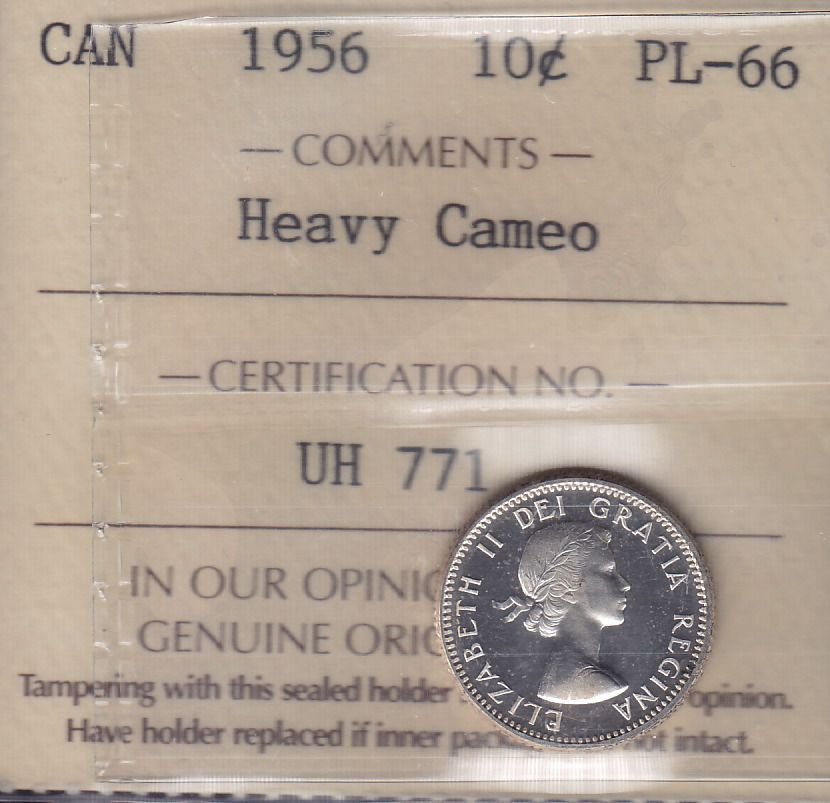 CAN 1956 10¢ PL-66
— COMMENTS —
Heavy Cameo
— CERTIFICATION NO. —
UH 771
IN OUR OPINIO
GENUINE ORIG
Tampering with this sealed holder opinion.
Have holder replaced if inner pack not intact.
ELIZABETH II DEI GRATIA REGINA